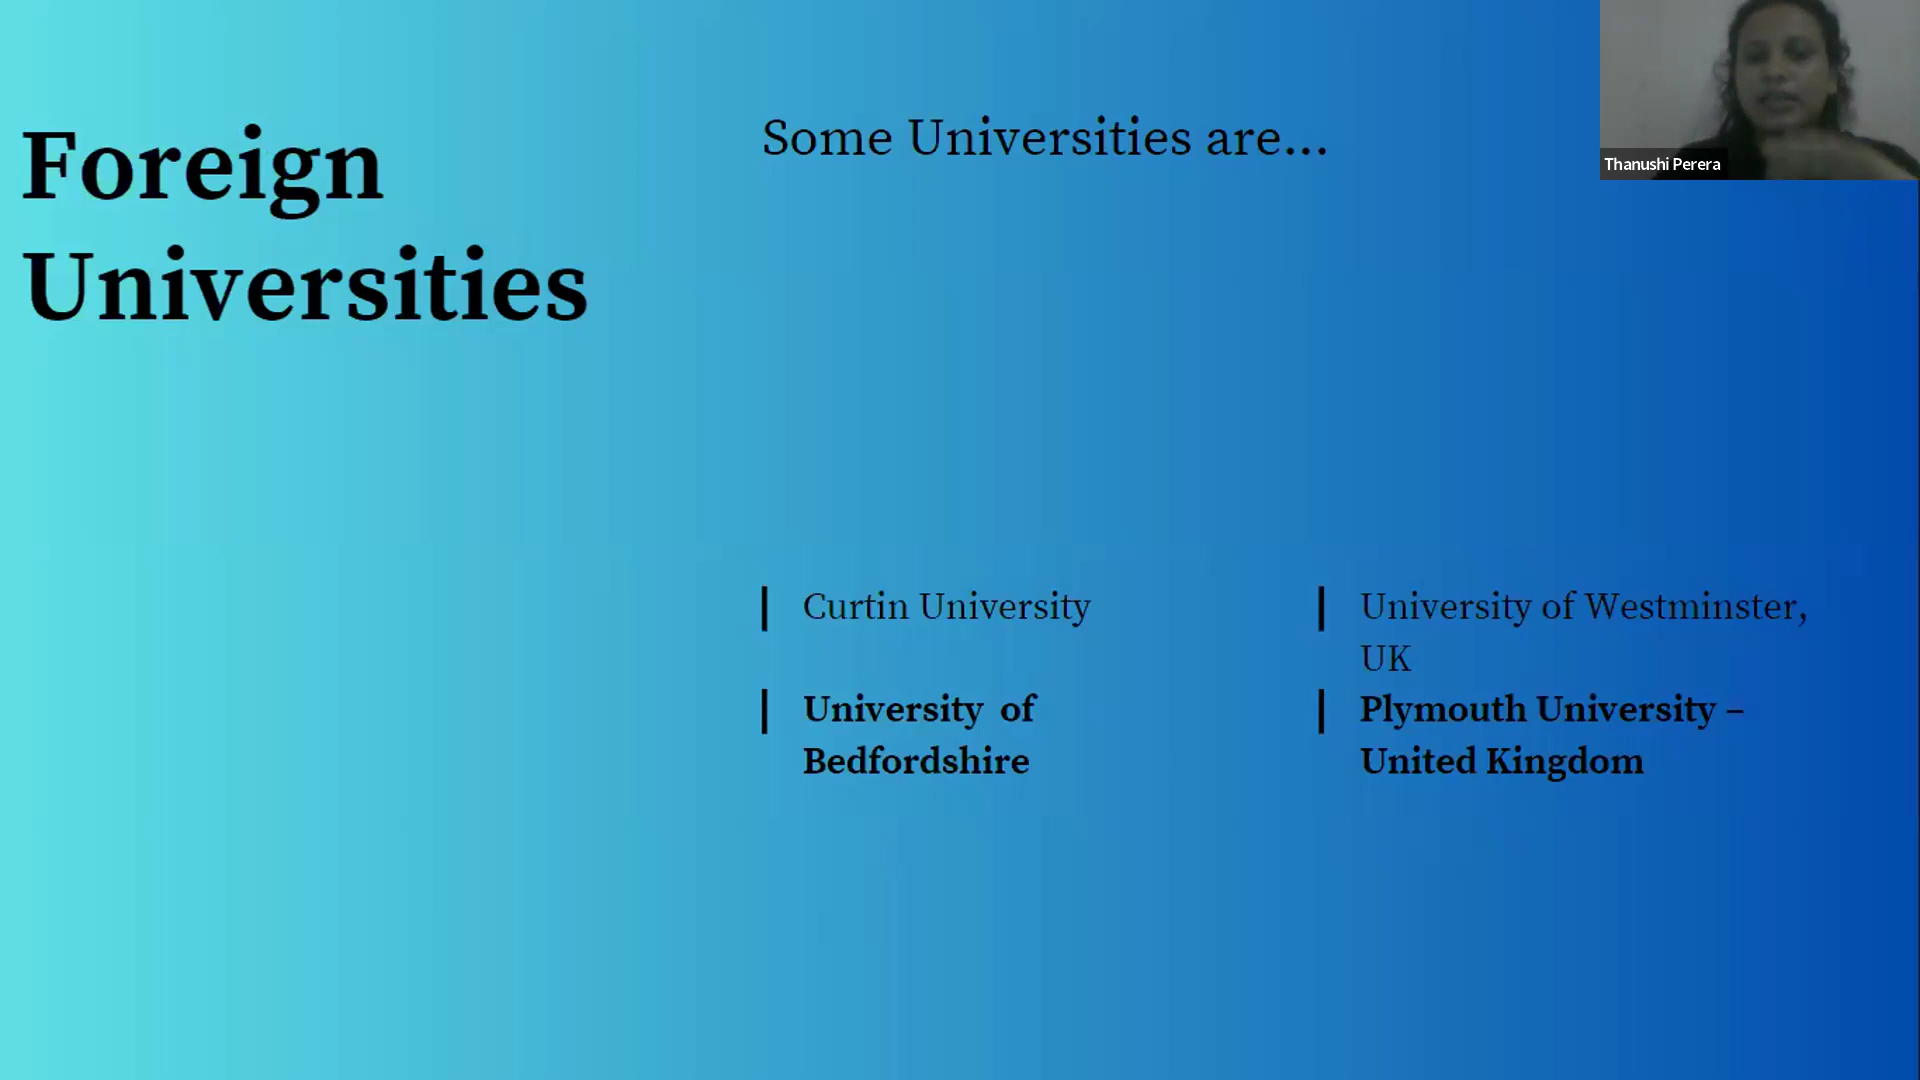 Foreign
Universities
Some Universities are...
Thanushi Perera
Curtin University
University of
Bedfordshire
University of Westminster,
UK
Plymouth University –
United Kingdom